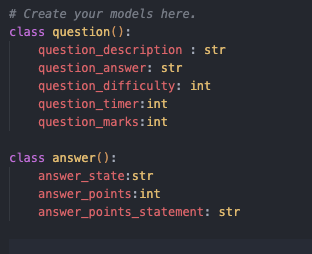 # Create your models here.
class question():
question_description : str
question_answer: str
question_difficulty: int
question_timer:int
question_marks:int
class answer():
answer_state:str
answer_points:int
answer_points_statement: str